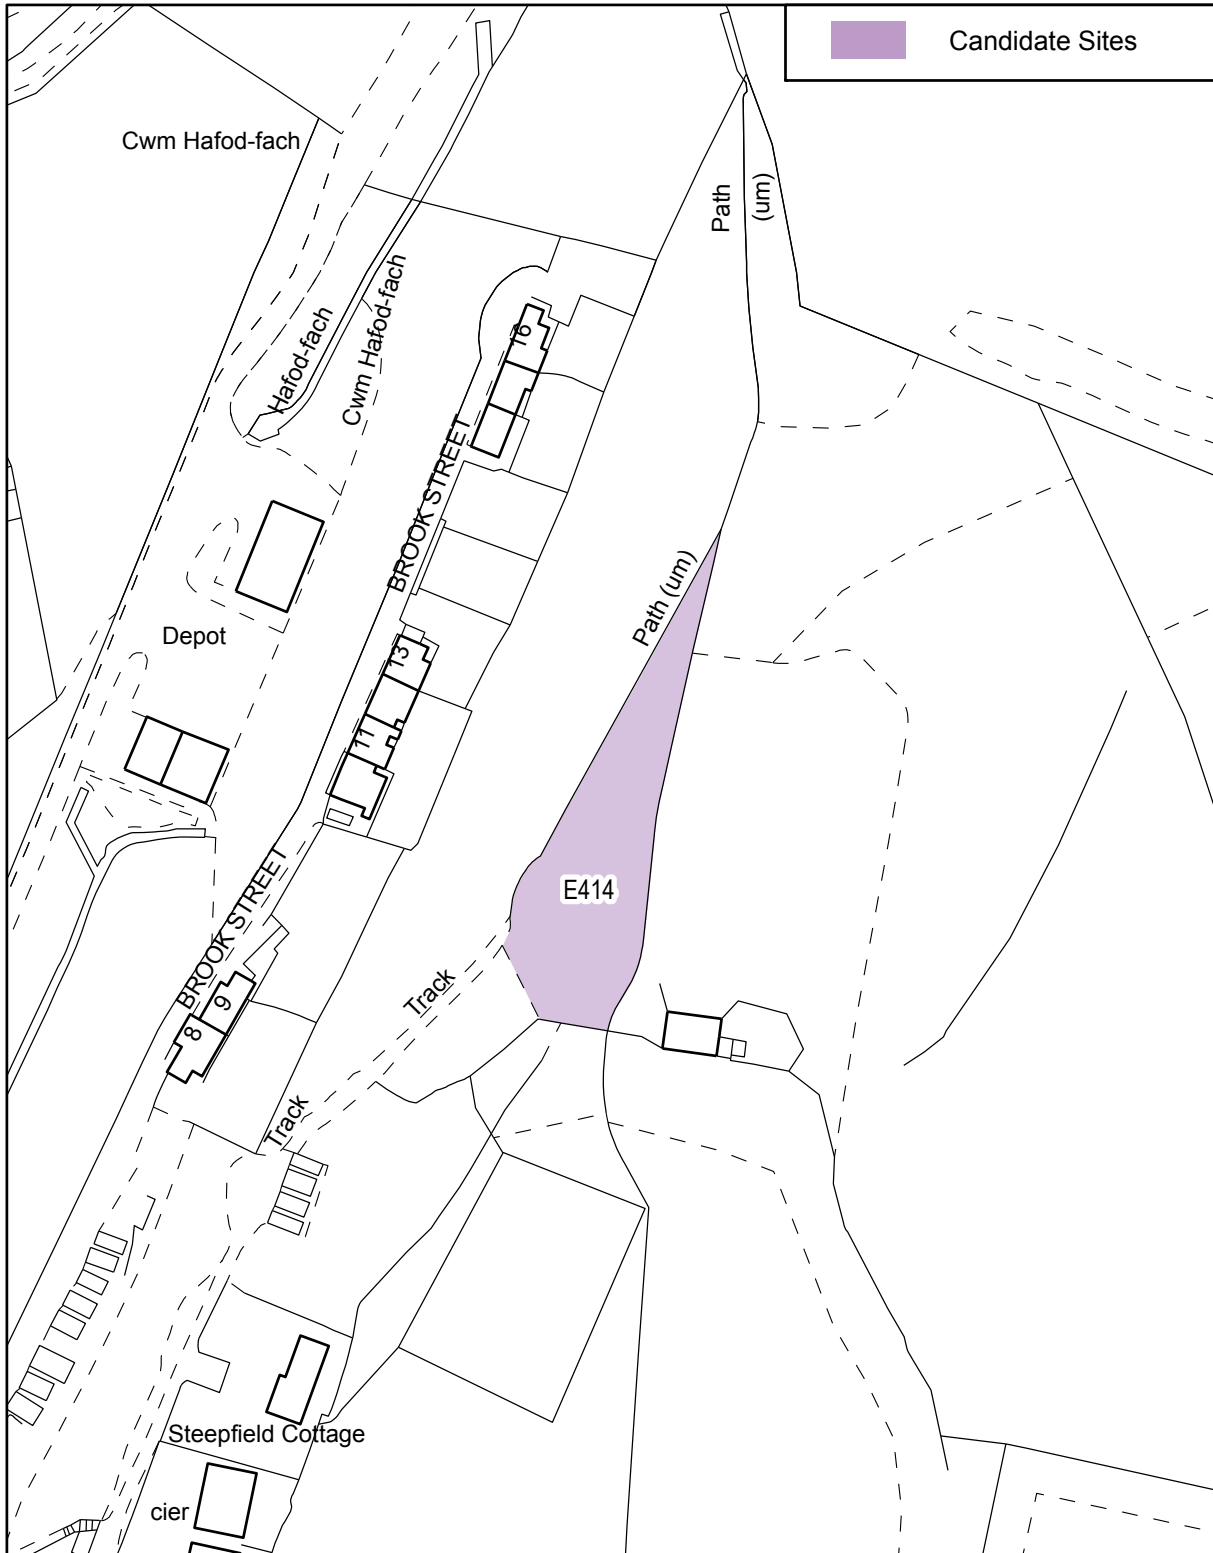 Candidate Sites
Cwm Hafod-fach
Path
(um)
Hafod-fach
Cwm Hafod-fach
16
BROOK STREET
Path (um)
Depot
13
11
E414
BROOK STREET
9
8
Track
Track
Steepfield Cottage
cier